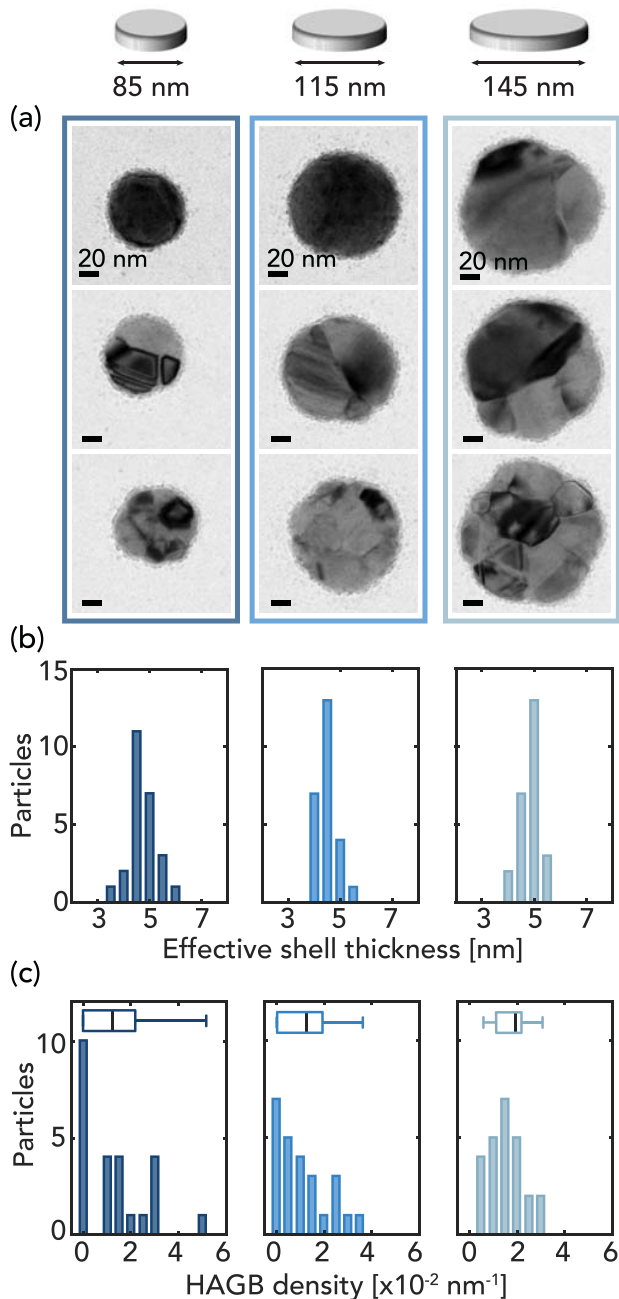 85 nm 115 nm 145 nm
(a)
20 nm 20 nm 20 nm
(b)
15
10
5
0
Particles
3 5 7 3 5 7 3 5 7
Effective shell thickness [nm]
(c)
10
5
0
Particles
0 2 4 6 0 2 4 6 0 2 4 6
HAGB density [x10⁻² nm⁻¹]